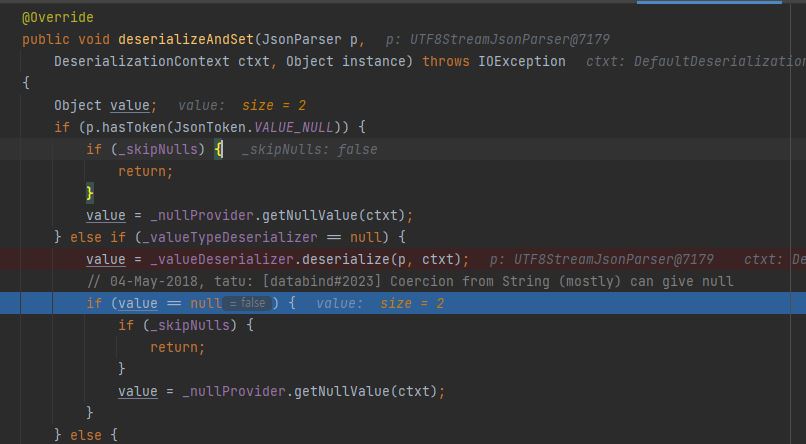 @Override
public void deserializeAndSet(JsonParser p,   p: UTF8StreamJsonParser@7179
        DeserializationContext ctxt, Object instance) throws IOException   ctxt: DefaultDeserialization
{
    Object value;   value:  size = 2
    if (p.hasToken(JsonToken.VALUE_NULL)) {
        if (_skipNulls) {   _skipNulls: false
            return;
        }
        value = _nullProvider.getNullValue(ctxt);
    } else if (_valueTypeDeserializer == null) {
        value = _valueDeserializer.deserialize(p, ctxt);   p: UTF8StreamJsonParser@7179   ctxt: De
        // 04-May-2018, tatu: [databind#2023] Coercion from String (mostly) can give null
        if (value == null = false ) {   value:  size = 2
            if (_skipNulls) {
                return;
            }
            value = _nullProvider.getNullValue(ctxt);
        }
    } else {